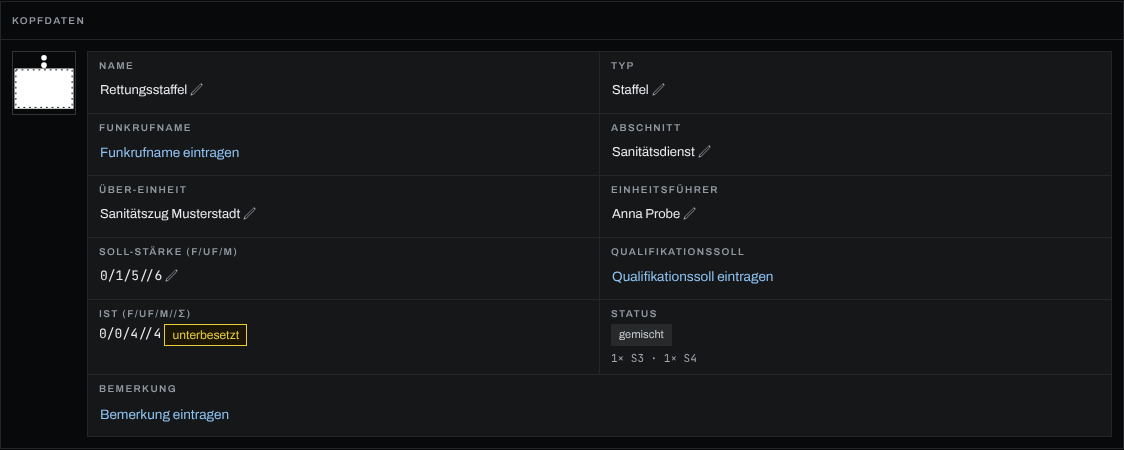 KOPFDATEN
NAME
Rettungsstaffel
TYP
Staffel
FUNKRUFNAME
Funkrufname eintragen
ABSCHNITT
Sanitätsdienst
ÜBER-EINHEIT
Sanitätszug Musterstadt
EINHEITSFÜHRER
Anna Probe
SOLL-STÄRKE (F/UF/M)
0/1/5//6
QUALIFIKATIONSSOLL
Qualifikationssoll eintragen
IST (F/UF/M//Σ)
0/0/4//4 unterbesetzt
STATUS
gemischt
1× S3 · 1× S4
BEMERKUNG
Bemerkung eintragen